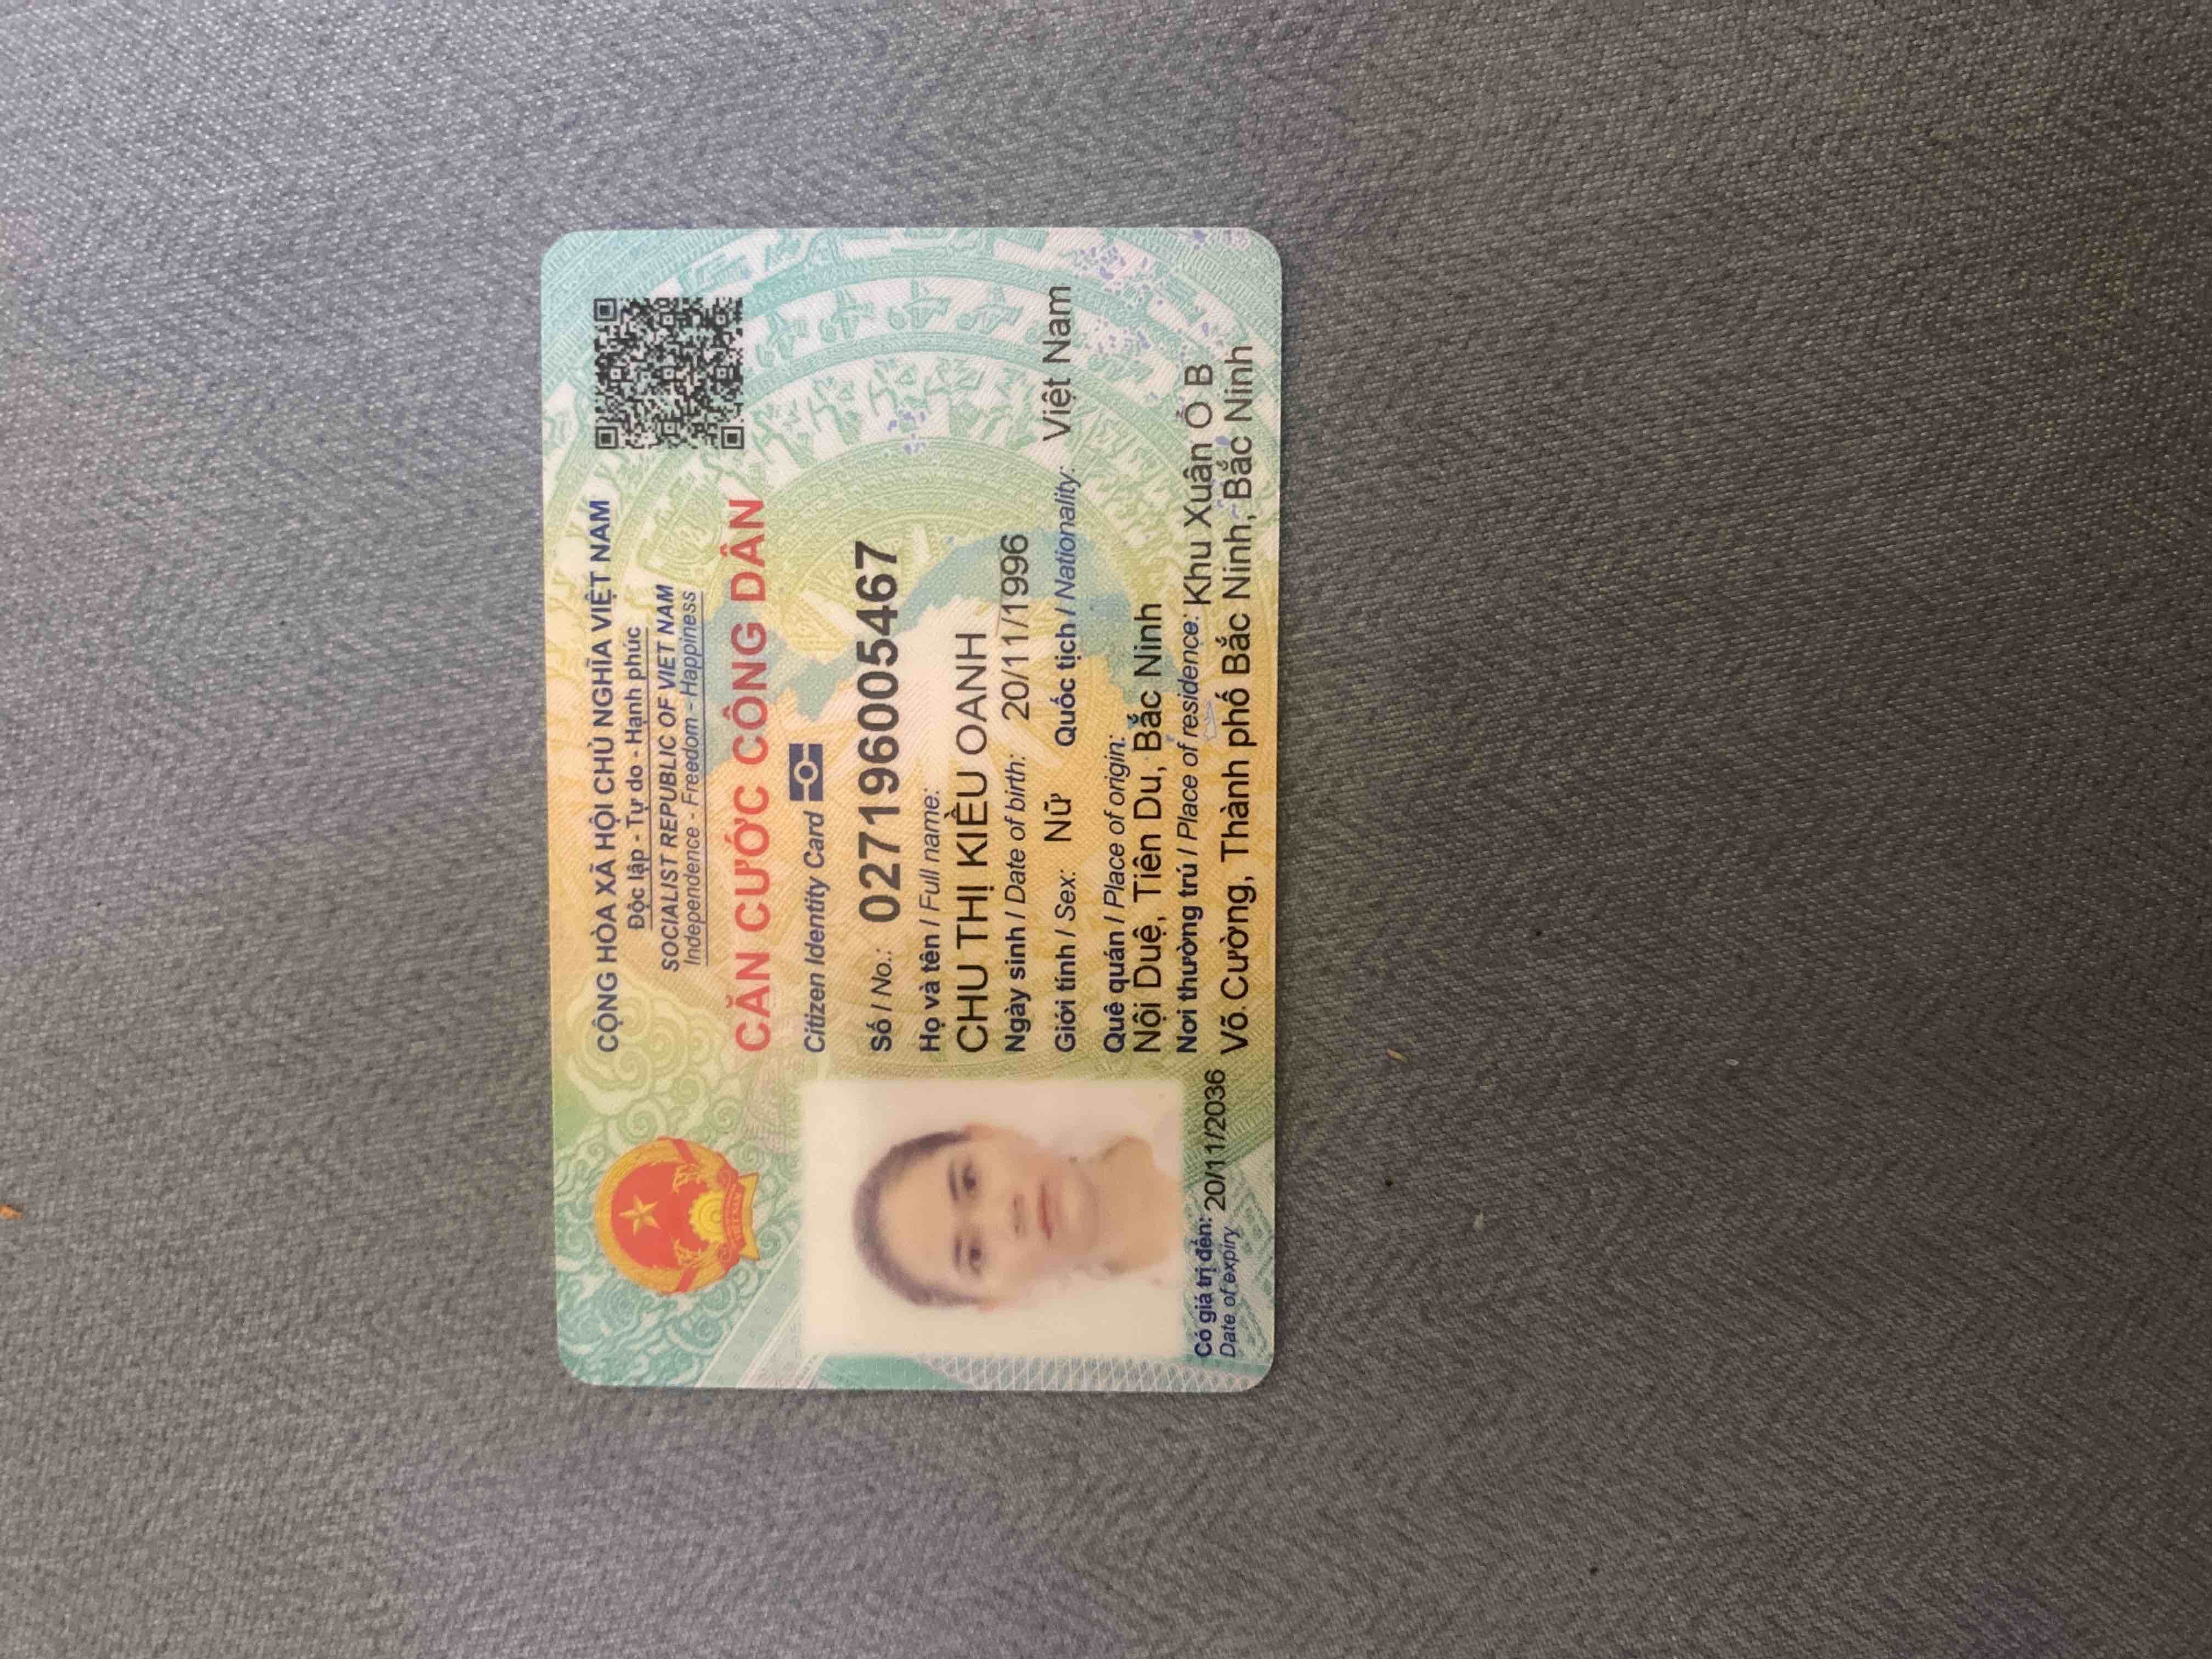 CỘNG HÒA XÃ HỘI CHỦ NGHĨA VIỆT NAM
Độc lập - Tự do - Hạnh phúc
SOCIALIST REPUBLIC OF VIET NAM
Independence - Freedom - Happiness
CĂN CƯỚC CÔNG DÂN
Citizen Identity Card
Số / No.: 027196005467
Họ và tên / Full name:
CHU THỊ KIỀU OANH
Ngày sinh / Date of birth: 20/11/1996
Giới tính / Sex: Nữ Quốc tịch / Nationality: Việt Nam
Quê quán / Place of origin:
Nội Duệ, Tiên Du, Bắc Ninh
Nơi thường trú / Place of residence: Khu Xuân Ổ B
Võ Cường, Thành phố Bắc Ninh, Bắc Ninh
Có giá trị đến: 20/11/2036
Date of expiry